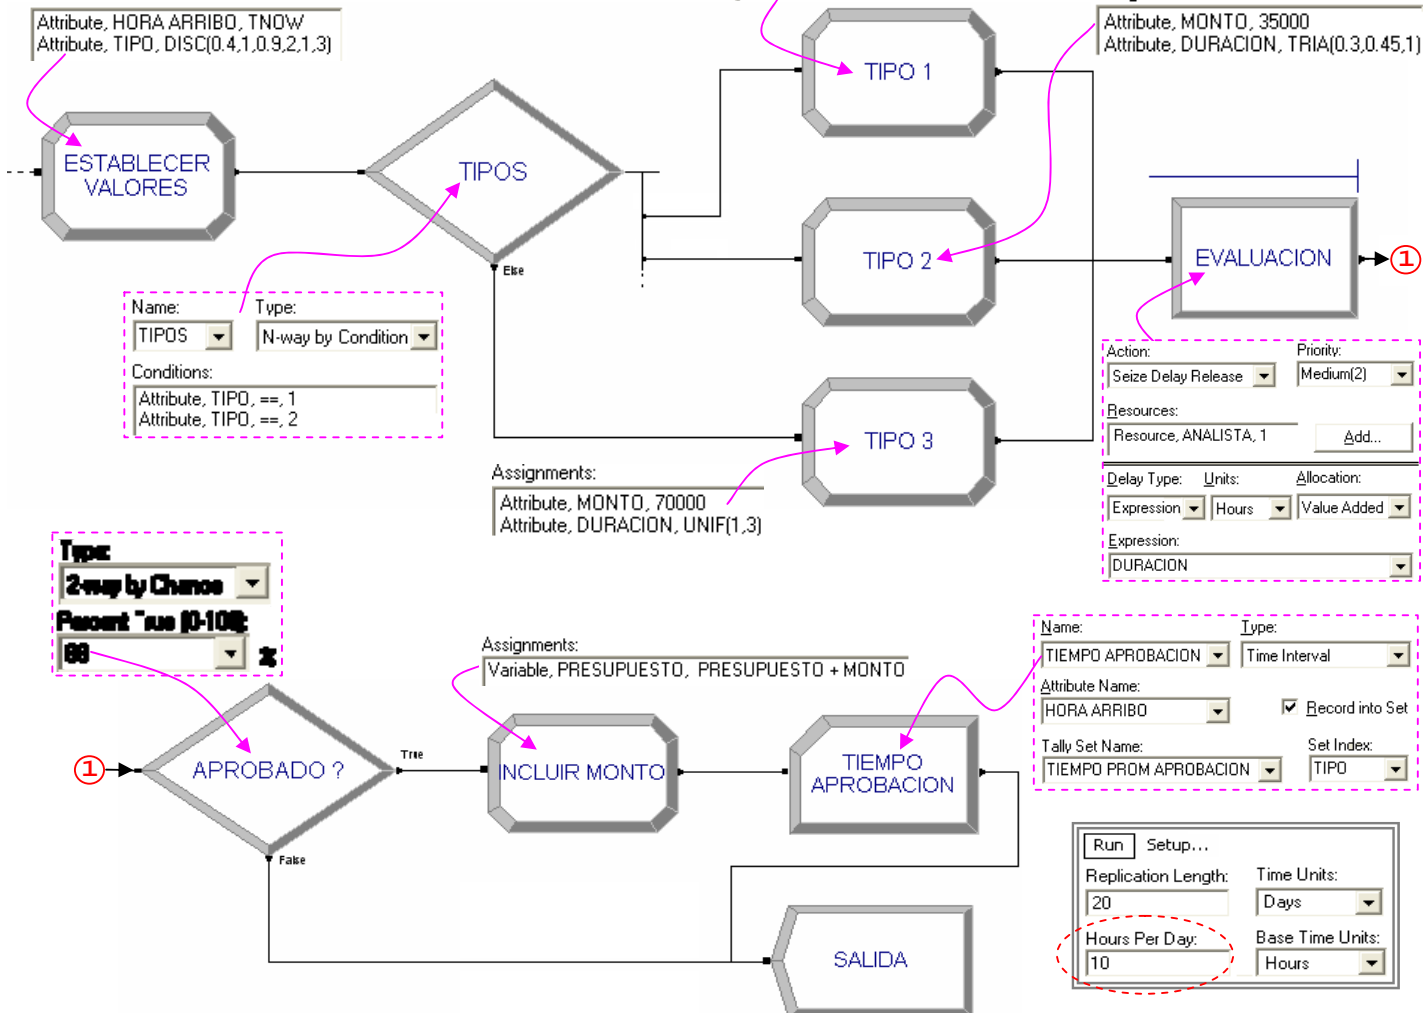 Attribute, HORA ARRIBO, TNOW
Attribute, TIPO, DISC(0.4,1,0.9,2,1,3)
Attribute, MONTO, 35000
Attribute, DURACION, TRIA(0.3,0.45,1)
TIPO 1
ESTABLECER
VALORES
TIPOS
Else
TIPO 2
EVALUACION
①
Name:
Type:
TIPOS
N-way by Condition
Conditions:
Attribute, TIPO, ==, 1
Attribute, TIPO, ==, 2
Action:
Priority:
Seize Delay Release
Medium(2)
Resources:
Resource, ANALISTA, 1
Add...
Delay Type:
Units:
Allocation:
Expression
Hours
Value Added
Expression:
DURACION
TIPO 3
Assignments:
Attribute, MONTO, 70000
Attribute, DURACION, UNIF(1,3)
Type:
2-way by Chance
Percent True (0-100):
%
Assignments:
Variable, PRESUPUESTO, PRESUPUESTO + MONTO
Name:
Type:
TIEMPO APROBACION
Time Interval
Attribute Name:
HORA ARRIBO
Record into Set
Tally Set Name:
Set Index:
TIEMPO PROM APROBACION
TIPO
①
APROBADO ?
True
False
INCLUIR MONTO
TIEMPO
APROBACION
SALIDA
Run Setup...
Replication Length:
Time Units:
20
Days
Hours Per Day:
Base Time Units:
10
Hours